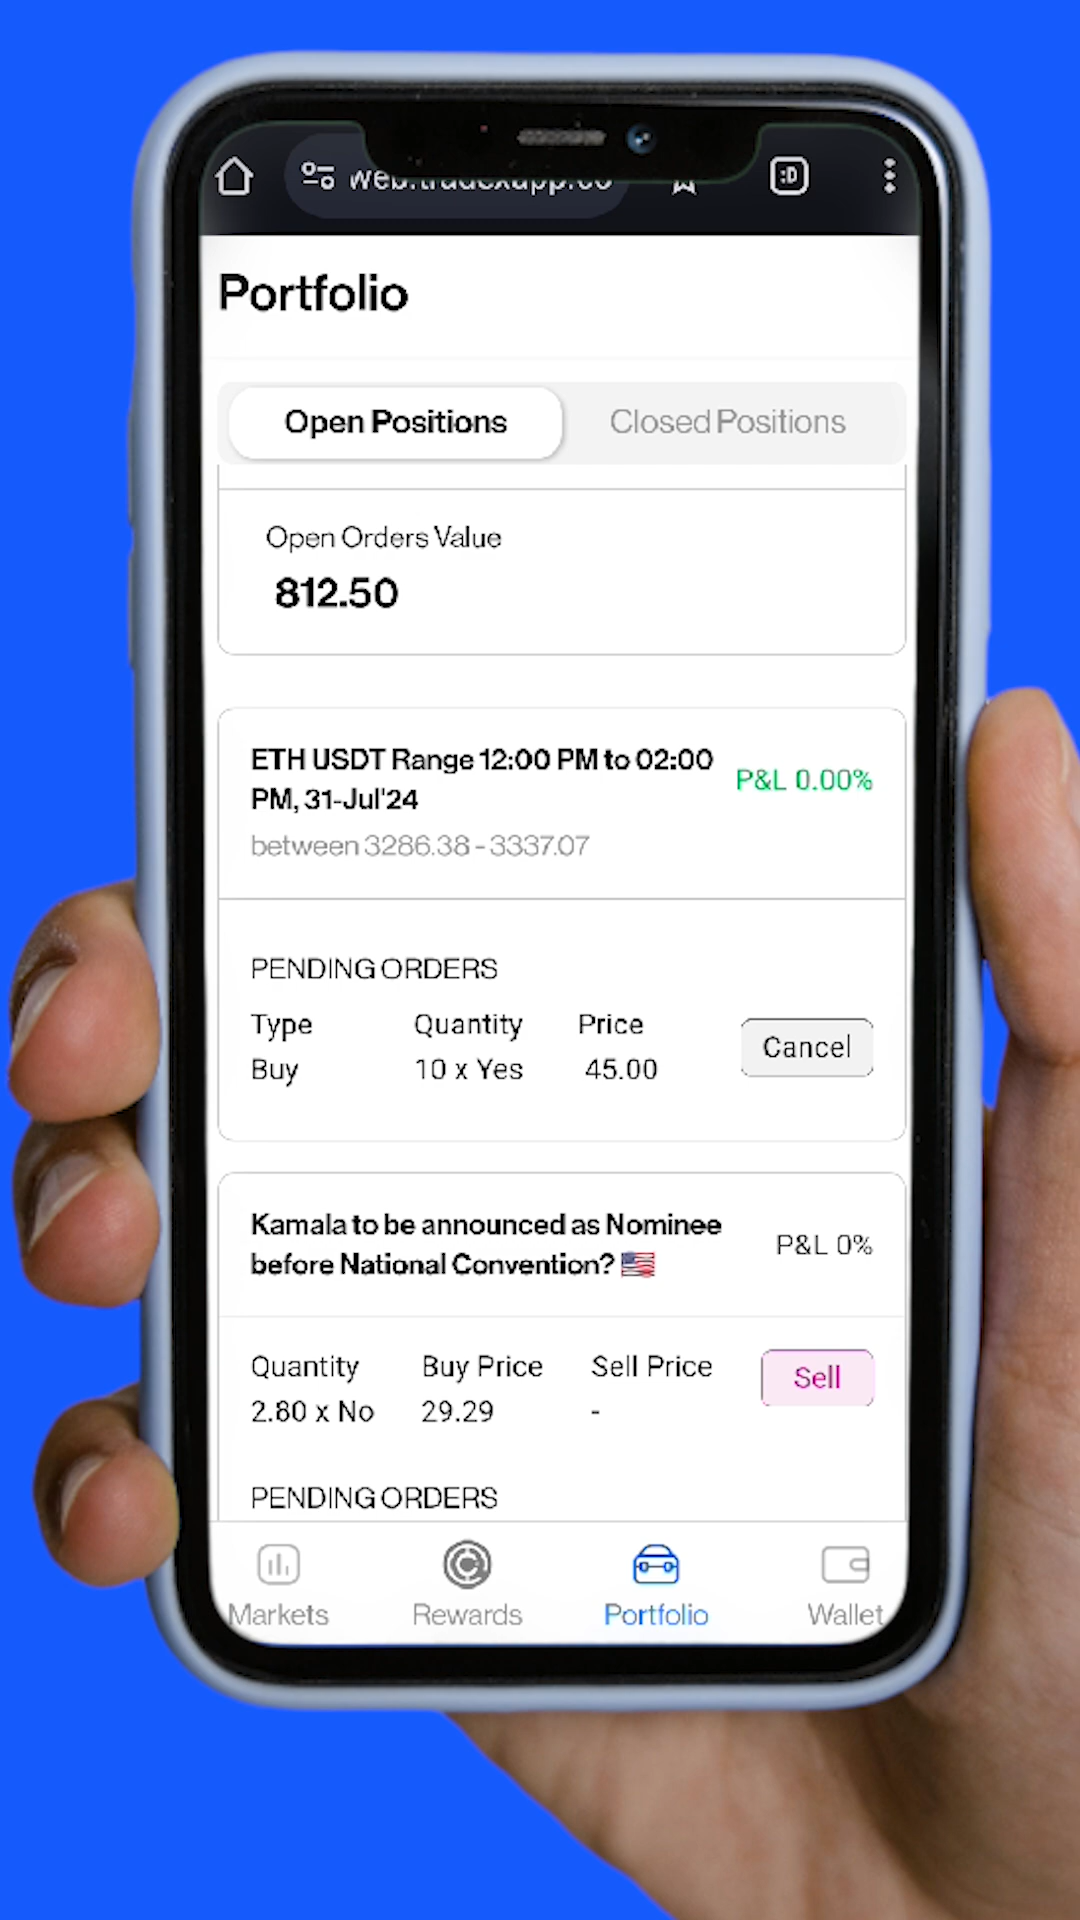 :D
Portfolio
Open Positions Closed Positions
Open Orders Value
812.50
ETH USDT Range 12:00 PM to 02:00
PM, 31-Jul'24
P&L 0.00%
between 3286.38 - 3337.07
PENDING ORDERS
Type Quantity Price
Buy 10 x Yes 45.00
Cancel
Kamala to be announced as Nominee
before National Convention? 🇺🇸
P&L 0%
Quantity Buy Price Sell Price
2.80 x No 29.29 -
Sell
PENDING ORDERS
Markets Rewards Portfolio Wallet